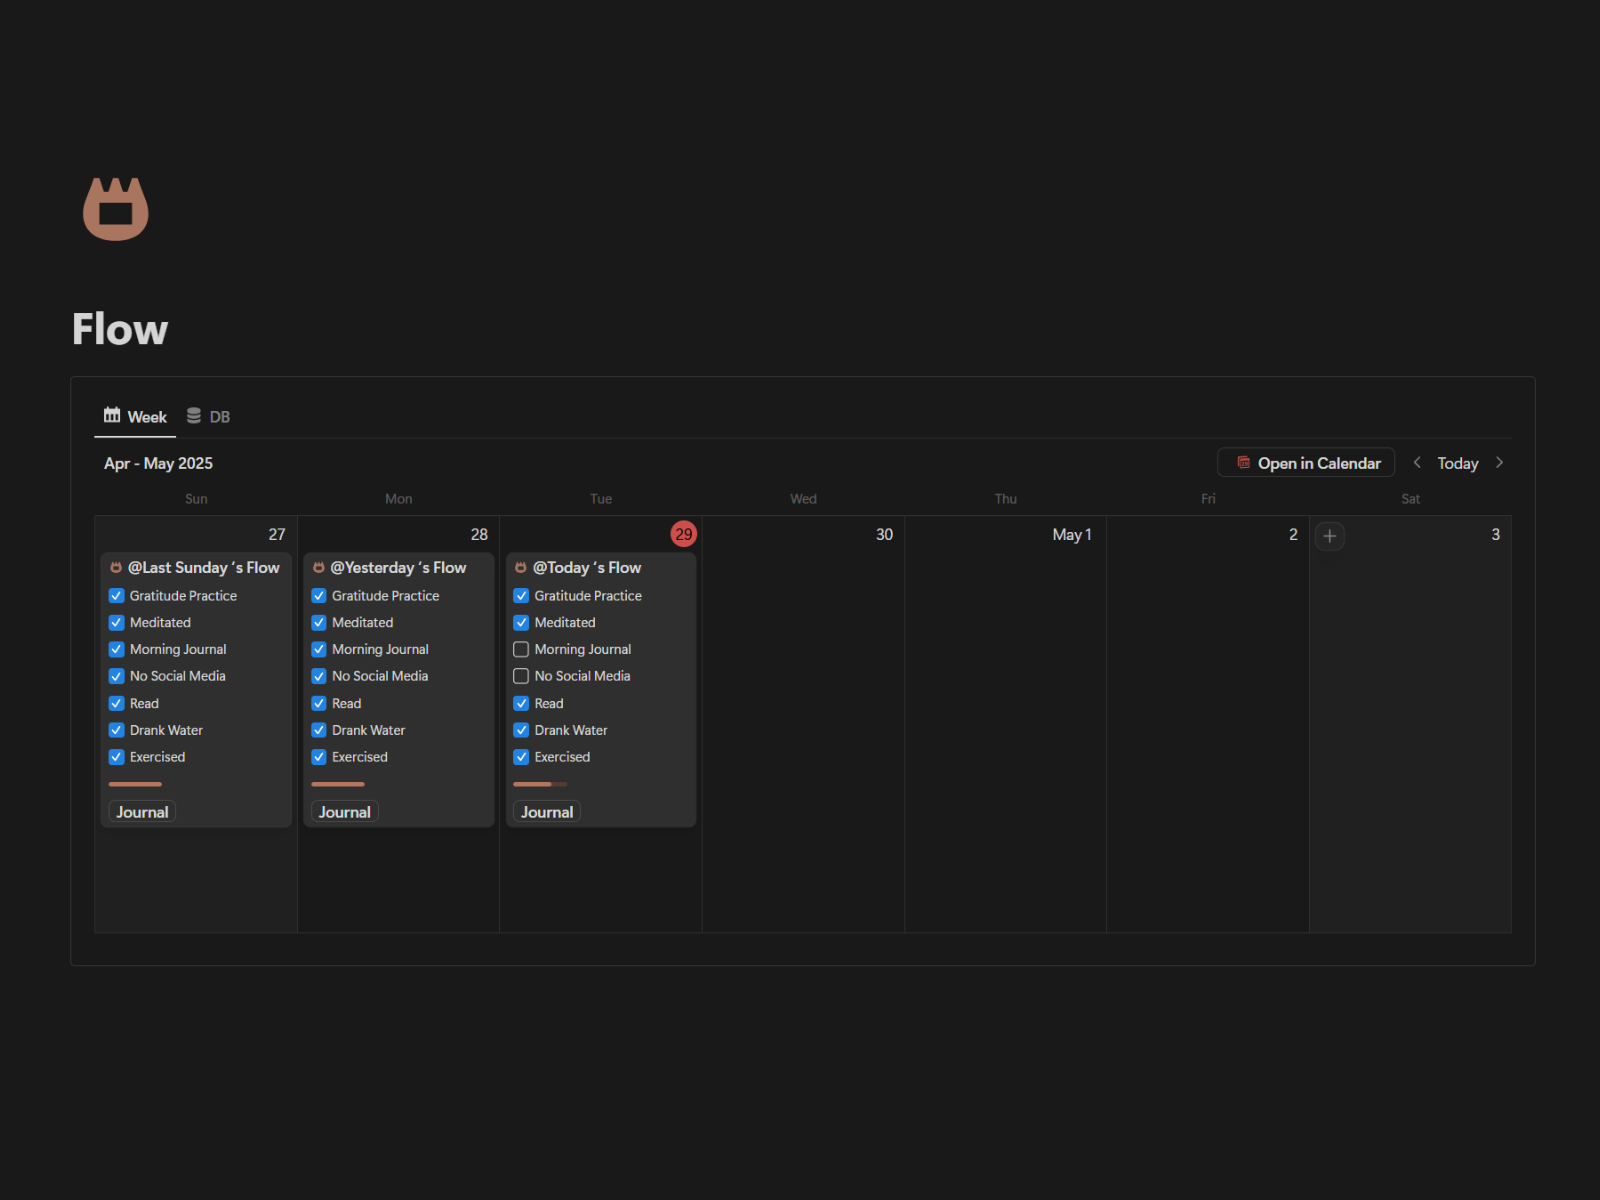 Flow
Week DB
Apr - May 2025 Open in Calendar Today
Sun Mon Tue Wed Thu Fri Sat
27 28 29 30 May 1 2 3
@Last Sunday ‘s Flow
Gratitude Practice
Meditated
Morning Journal
No Social Media
Read
Drank Water
Exercised
Journal
@Yesterday ‘s Flow
Gratitude Practice
Meditated
Morning Journal
No Social Media
Read
Drank Water
Exercised
Journal
@Today ‘s Flow
Gratitude Practice
Meditated
Morning Journal
No Social Media
Read
Drank Water
Exercised
Journal